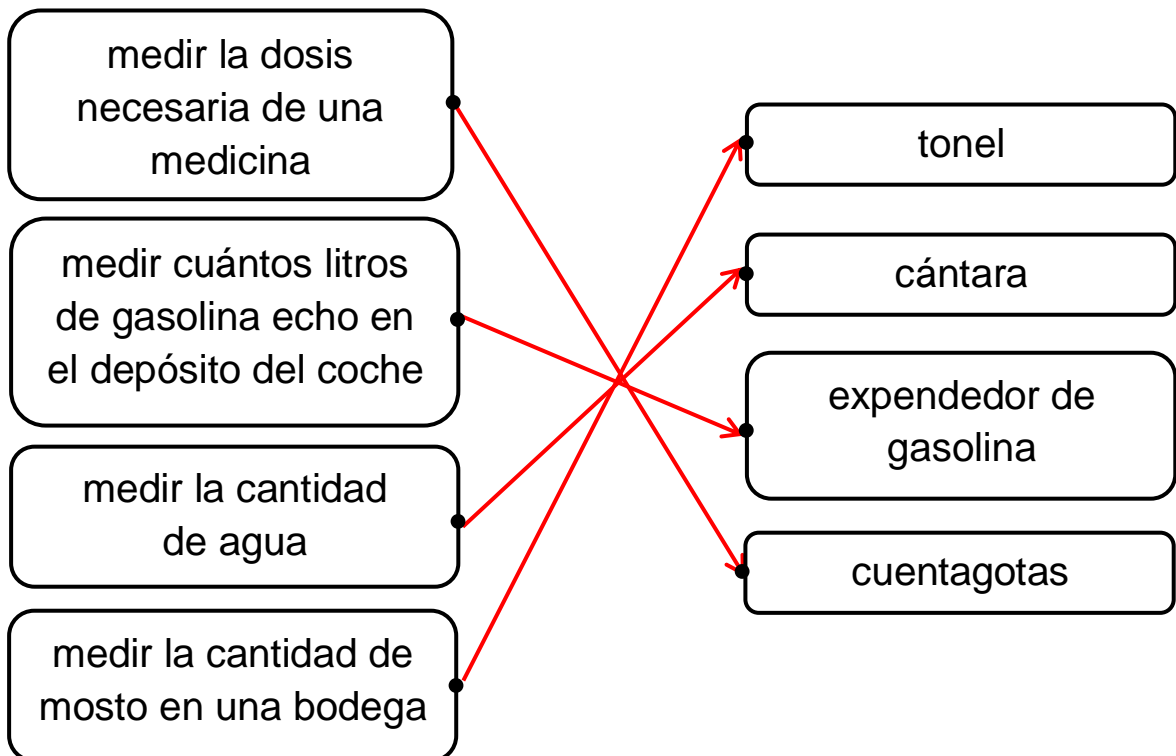 medir la dosis
necesaria de una
medicina
medir cuántos litros
de gasolina echo en
el depósito del coche
medir la cantidad
de agua
medir la cantidad de
mosto en una bodega
tonel
cántara
expendedor de
gasolina
cuentagotas